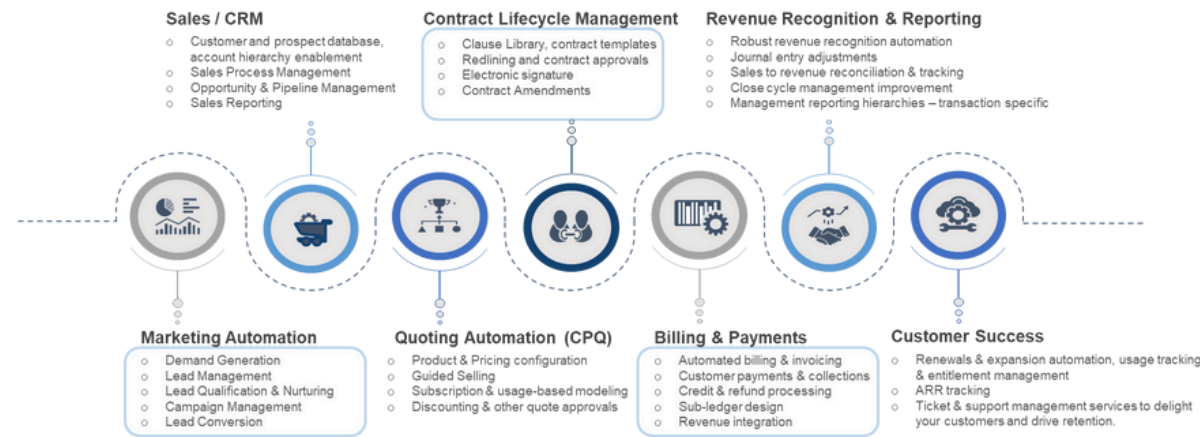 Sales / CRM
o Customer and prospect database,
account hierarchy enablement
o Sales Process Management
o Opportunity & Pipeline Management
o Sales Reporting
Contract Lifecycle Management
o Clause Library, contract templates
o Redlining and contract approvals
o Electronic signature
o Contract Amendments
Revenue Recognition & Reporting
o Robust revenue recognition automation
o Journal entry adjustments
o Sales to revenue reconciliation & tracking
o Close cycle management improvement
o Management reporting hierarchies – transaction specific
Marketing Automation
o Demand Generation
o Lead Management
o Lead Qualification & Nurturing
o Campaign Management
o Lead Conversion
Quoting Automation (CPQ)
o Product & Pricing configuration
o Guided Selling
o Subscription & usage-based modeling
o Discounting & other quote approvals
Billing & Payments
o Automated billing & invoicing
o Customer payments & collections
o Credit & refund processing
o Sub-ledger design
o Revenue integration
Customer Success
o Renewals & expansion automation, usage tracking
& entitlement management
o ARR tracking
o Ticket & support management services to delight
your customers and drive retention.